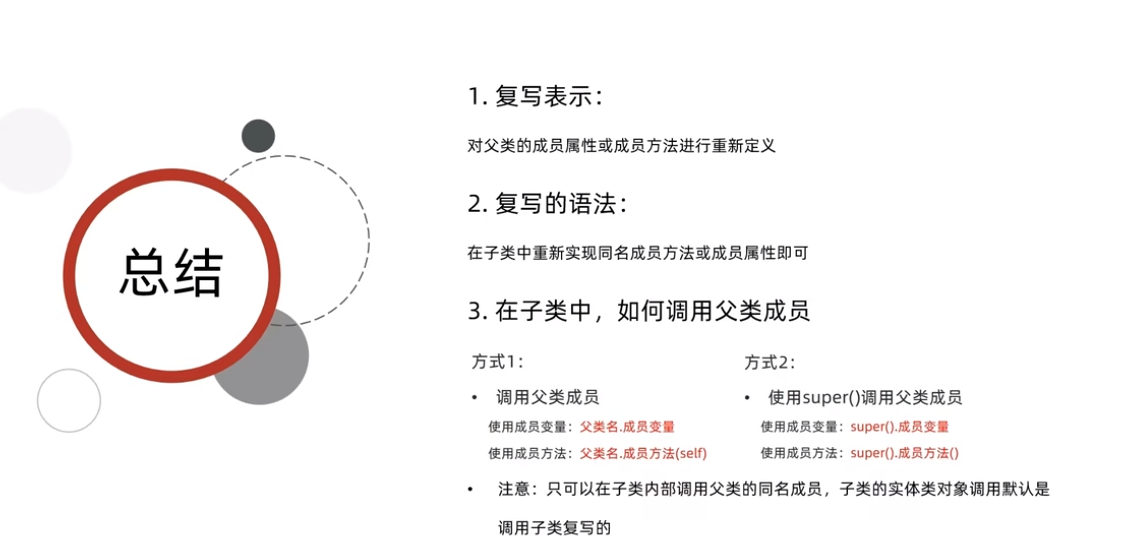 总结
1. 复写表示：
对父类的成员属性或成员方法进行重新定义
2. 复写的语法：
在子类中重新实现同名成员方法或成员属性即可
3. 在子类中，如何调用父类成员
方式1：
• 调用父类成员
使用成员变量：父类名.成员变量
使用成员方法：父类名.成员方法(self)
方式2：
• 使用super()调用父类成员
使用成员变量：super().成员变量
使用成员方法：super().成员方法()
• 注意：只可以在子类内部调用父类的同名成员，子类的实体类对象调用默认是
调用子类复写的